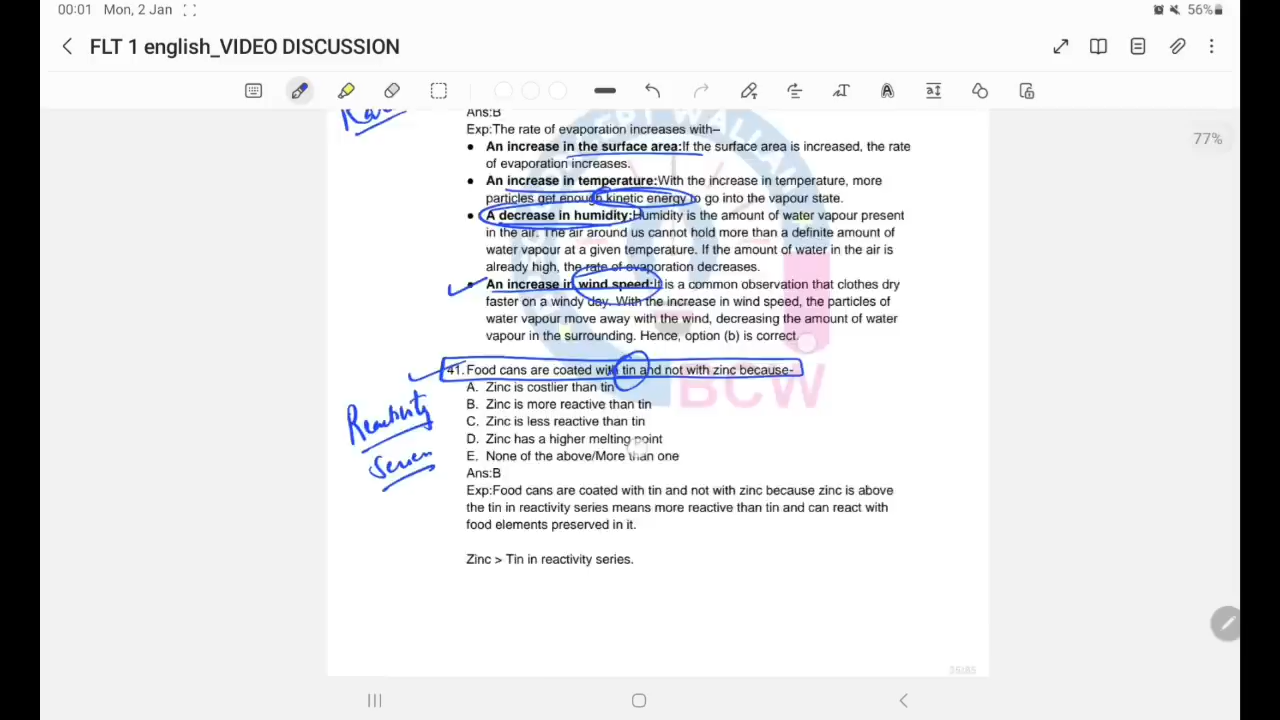 00:01 Mon, 2 Jan
56%
FLT 1 english_VIDEO DISCUSSION
77%
Ans:B
Exp:The rate of evaporation increases with–
● An increase in the surface area:If the surface area is increased, the rate
of evaporation increases.
● An increase in temperature:With the increase in temperature, more
particles get enough kinetic energy to go into the vapour state.
● A decrease in humidity:Humidity is the amount of water vapour present
in the air. The air around us cannot hold more than a definite amount of
water vapour at a given temperature. If the amount of water in the air is
already high, the rate of evaporation decreases.
● An increase in wind speed:It is a common observation that clothes dry
faster on a windy day. With the increase in wind speed, the particles of
water vapour move away with the wind, decreasing the amount of water
vapour in the surrounding. Hence, option (b) is correct.
41. Food cans are coated with tin and not with zinc because-
A. Zinc is costlier than tin
B. Zinc is more reactive than tin
C. Zinc is less reactive than tin
D. Zinc has a higher melting point
E. None of the above/More than one
Ans:B
Exp:Food cans are coated with tin and not with zinc because zinc is above
the tin in reactivity series means more reactive than tin and can react with
food elements preserved in it.
Zinc > Tin in reactivity series.
Reactivity
Series
BCW